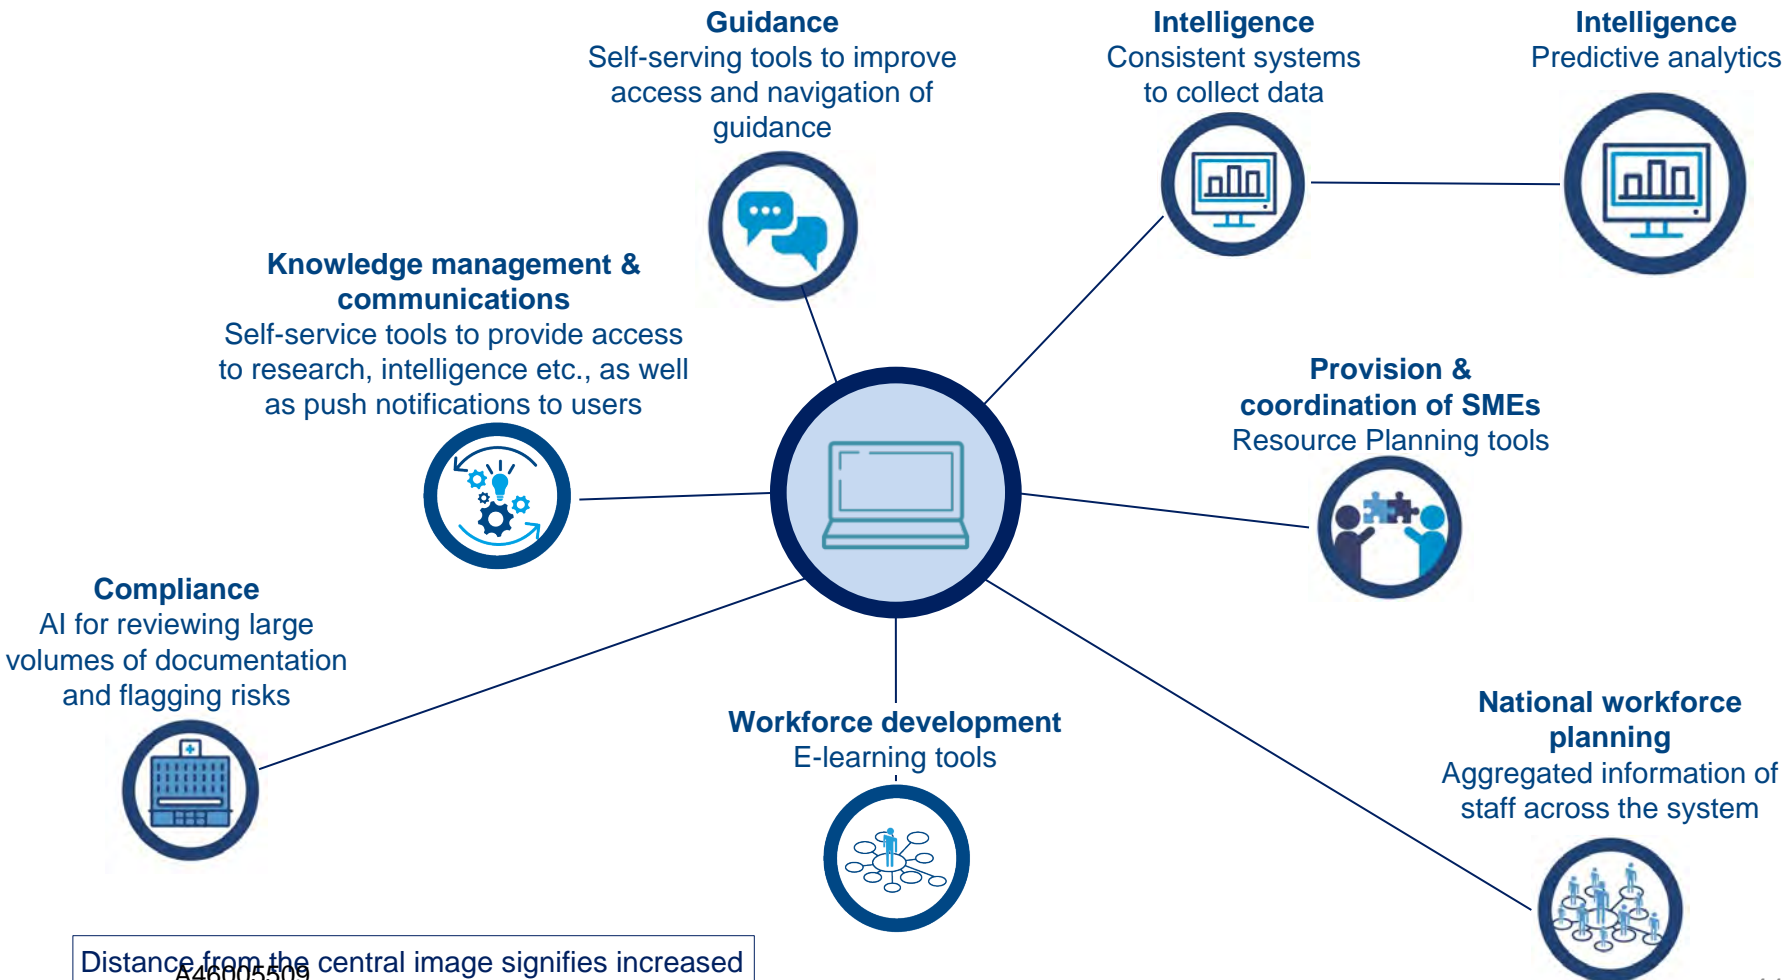 Guidance
Self-serving tools to improve
access and navigation of
guidance
Intelligence
Consistent systems
to collect data
Intelligence
Predictive analytics
Knowledge management &
communications
Self-service tools to provide access
to research, intelligence etc., as well
as push notifications to users
Provision &
coordination of SMEs
Resource Planning tools
Compliance
AI for reviewing large
volumes of documentation
and flagging risks
Workforce development
E-learning tools
National workforce
planning
Aggregated information of
staff across the system
Distance from the central image signifies increased
A46005509